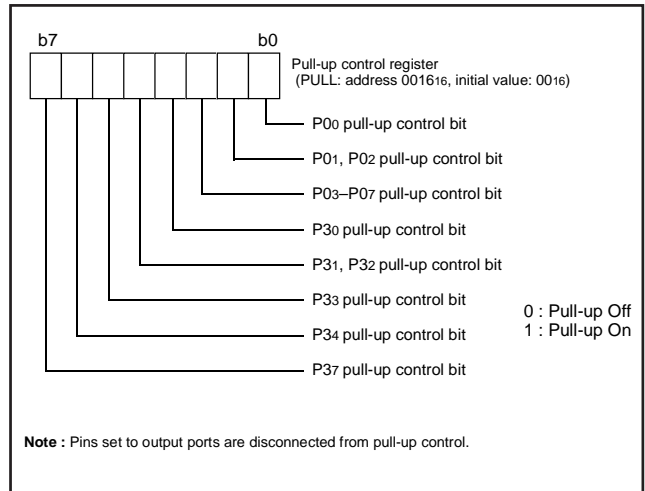 b7 b0
Pull-up control register
(PULL: address 001616, initial value: 0016)
P00 pull-up control bit
P01, P02 pull-up control bit
P03–P07 pull-up control bit
P30 pull-up control bit
P31, P32 pull-up control bit
P33 pull-up control bit
P34 pull-up control bit
P37 pull-up control bit
0 : Pull-up Off
1 : Pull-up On
Note : Pins set to output ports are disconnected from pull-up control.